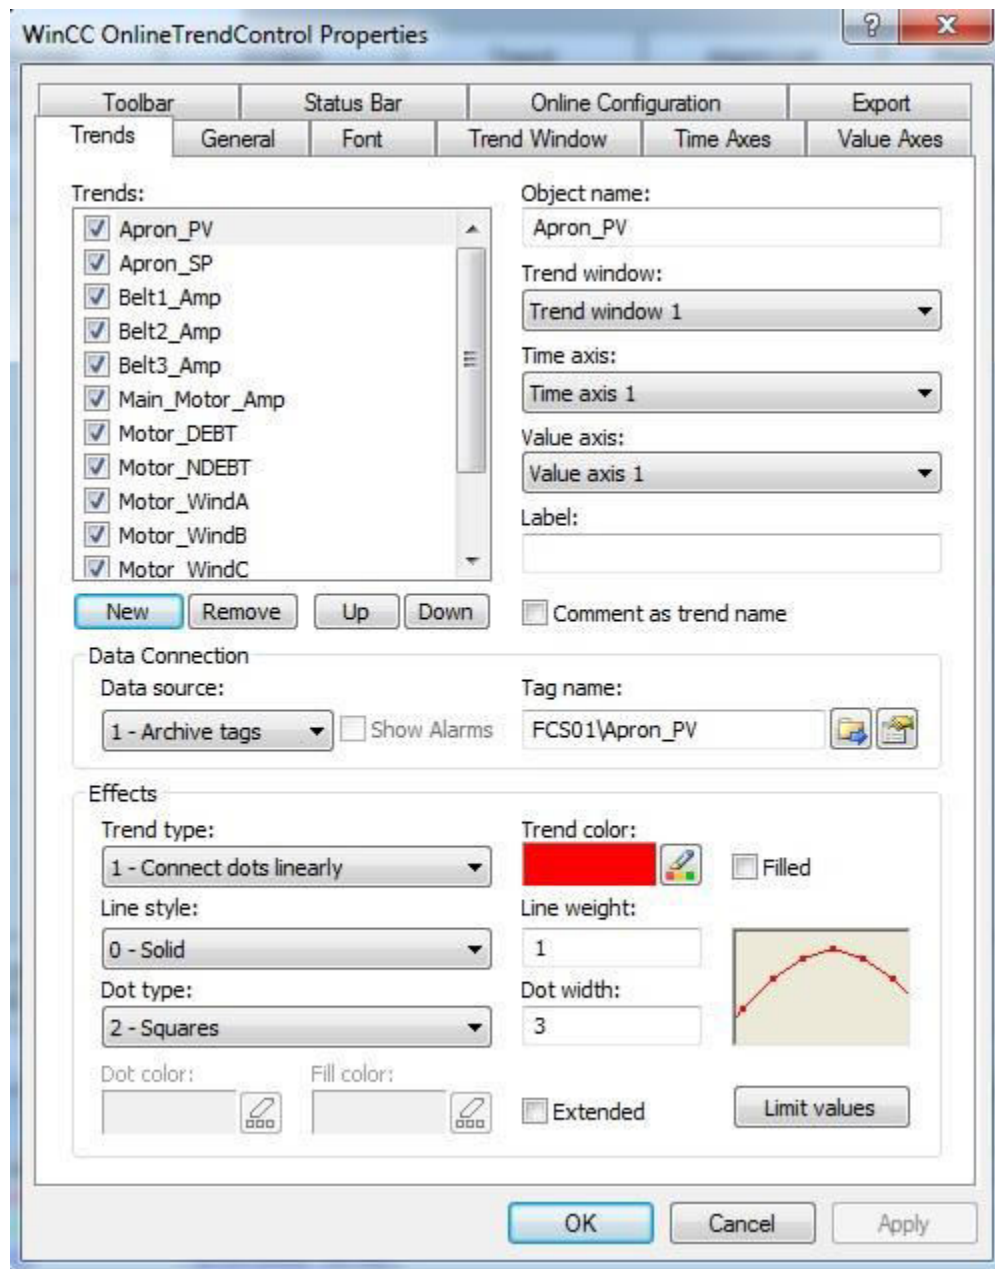 WinCC OnlineTrendControl Properties
Toolbar Status Bar Online Configuration Export
Trends General Font Trend Window Time Axes Value Axes
Trends:
Apron_PV
Apron_SP
Belt1_Amp
Belt2_Amp
Belt3_Amp
Main_Motor_Amp
Motor_DEBT
Motor_NDEBT
Motor_WindA
Motor_WindB
Motor_WindC
New Remove Up Down
Object name:
Apron_PV
Trend window:
Trend window 1
Time axis:
Time axis 1
Value axis:
Value axis 1
Label:
Comment as trend name
Data Connection
Data source:
1 - Archive tags
Show Alarms
Tag name:
FCS01\Apron_PV
Effects
Trend type:
1 - Connect dots linearly
Trend color:
Filled
Line style:
0 - Solid
Line weight:
1
Dot type:
2 - Squares
Dot width:
3
Dot color: Fill color:
Extended
Limit values
OK Cancel Apply